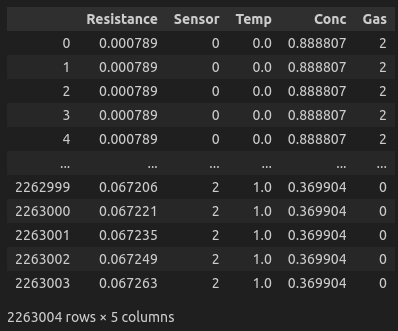 Resistance Sensor Temp Conc Gas
0 0.000789 0 0.0 0.888807 2
1 0.000789 0 0.0 0.888807 2
2 0.000789 0 0.0 0.888807 2
3 0.000789 0 0.0 0.888807 2
4 0.000789 0 0.0 0.888807 2
... ... ... ... ... ...
2262999 0.067206 2 1.0 0.369904 0
2263000 0.067221 2 1.0 0.369904 0
2263001 0.067235 2 1.0 0.369904 0
2263002 0.067249 2 1.0 0.369904 0
2263003 0.067263 2 1.0 0.369904 0
2263004 rows × 5 columns